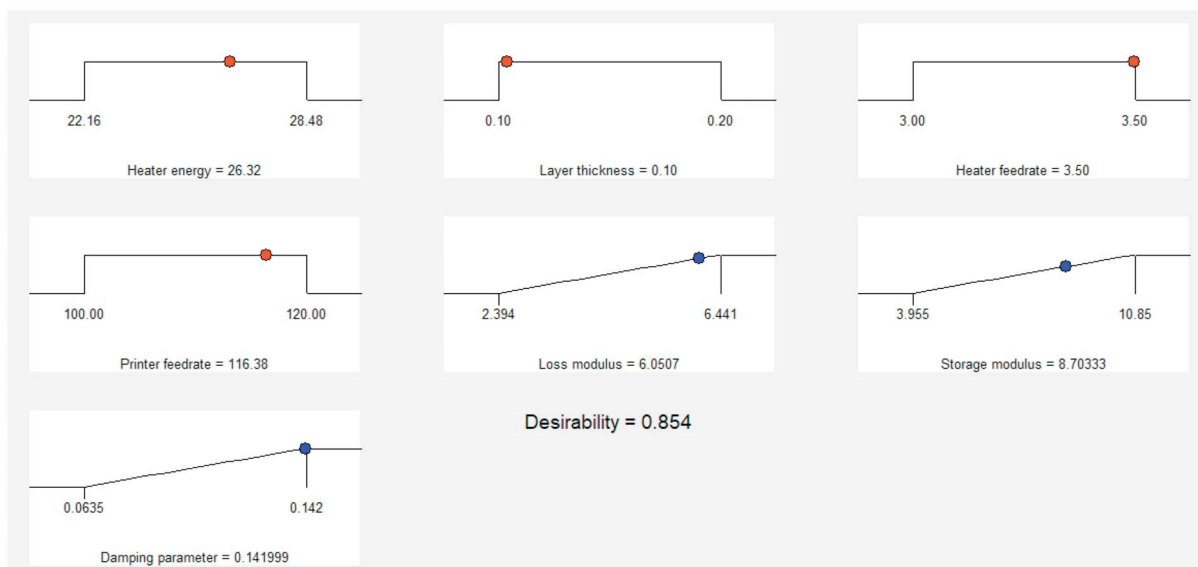 22.16 28.48
Heater energy = 26.32
0.10 0.20
Layer thickness = 0.10
3.00 3.50
Heater feedrate = 3.50
100.00 120.00
Printer feedrate = 116.38
2.394 6.441
Loss modulus = 6.0507
3.955 10.85
Storage modulus = 8.70333
0.0635 0.142
Damping parameter = 0.141999
Desirability = 0.854